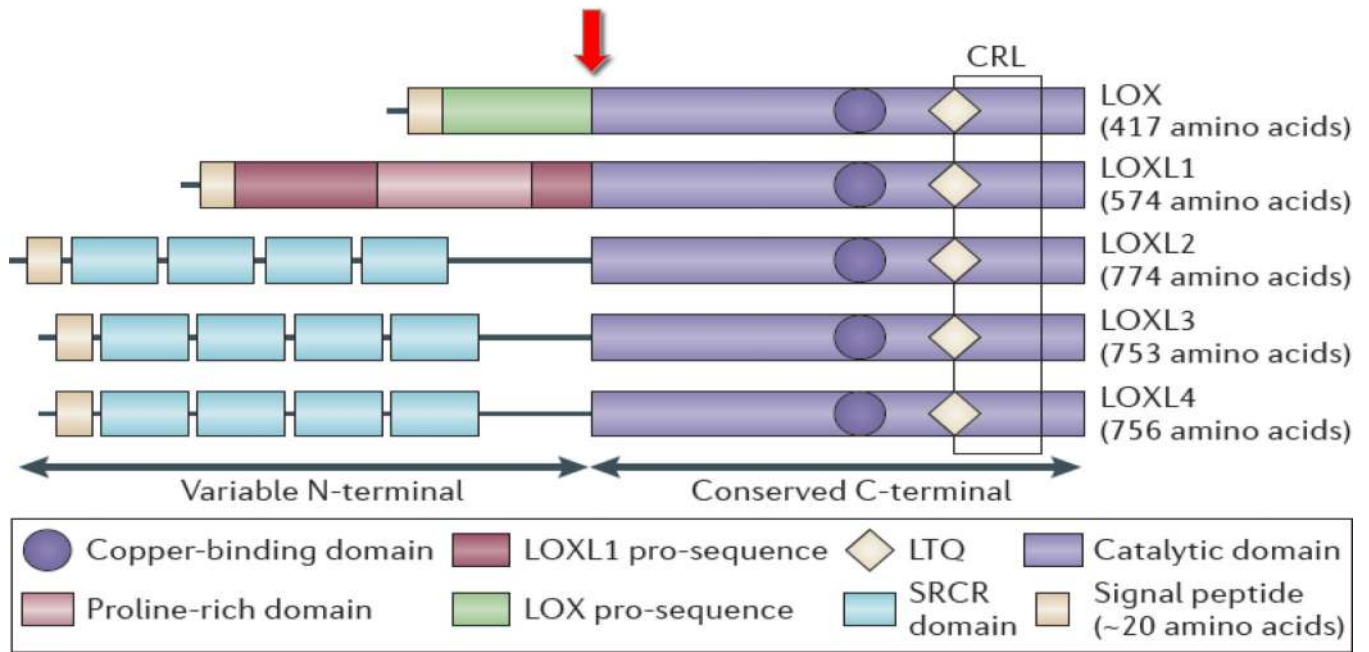 CRL
LOX
(417 amino acids)
LOXL1
(574 amino acids)
LOXL2
(774 amino acids)
LOXL3
(753 amino acids)
LOXL4
(756 amino acids)
Variable N-terminal
Conserved C-terminal
Copper-binding domain
LOXL1 pro-sequence
LTQ
Catalytic domain
Proline-rich domain
LOX pro-sequence
SRCR
domain
Signal peptide
(~20 amino acids)